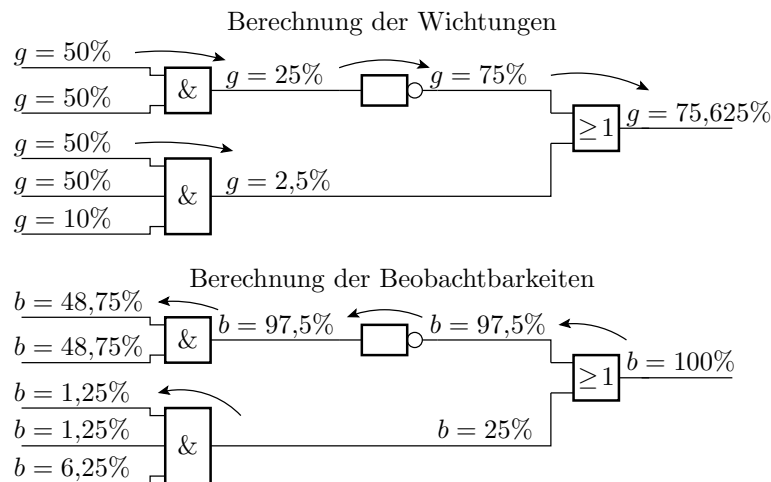 Berechnung der Wichtungen
g = 50%
& g = 25% g = 75%
g = 50%
≥1 g = 75,625%
g = 50%
g = 50%
& g = 2,5%
g = 10%
Berechnung der Beobachtbarkeiten
b = 48,75%
& b = 97,5% b = 97,5%
b = 48,75%
≥1 b = 100%
b = 1,25%
b = 1,25%
& b = 25%
b = 6,25%